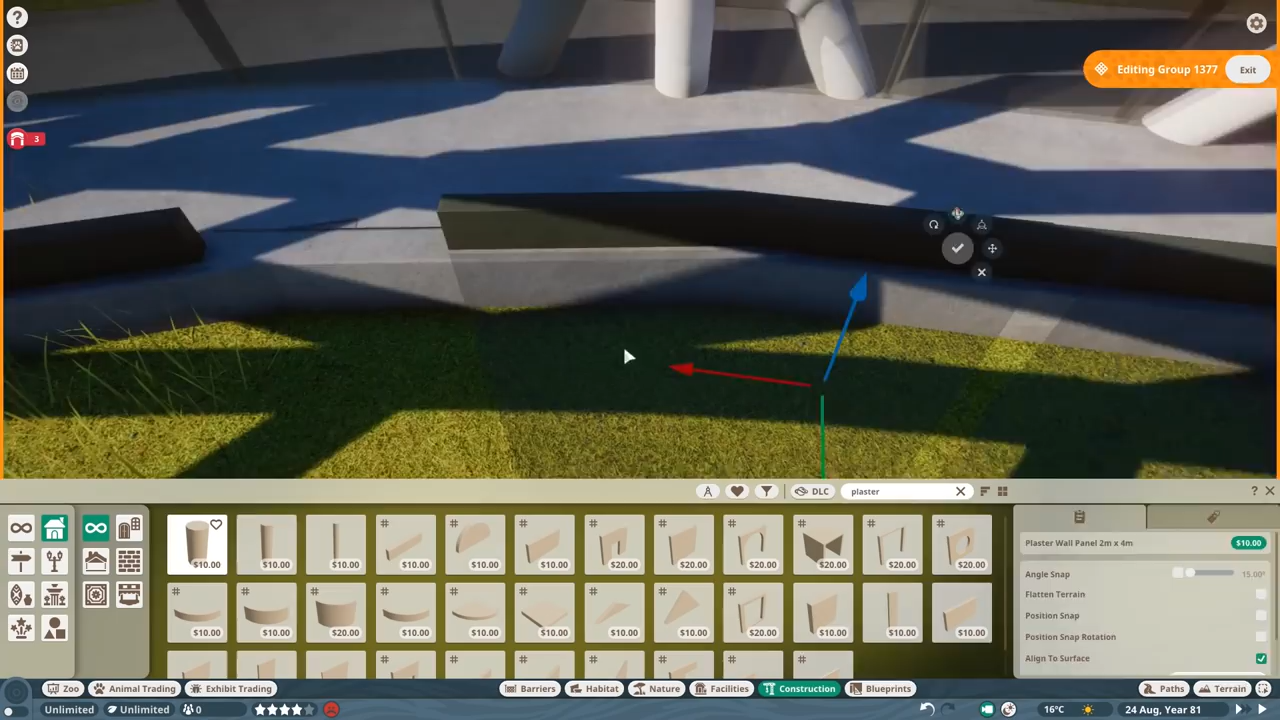 ?
Editing Group 1377
Exit
3
DLC
plaster
?
$10.00
$10.00
$10.00
$10.00
$10.00
$10.00
$20.00
$20.00
$20.00
$20.00
$20.00
$20.00
$10.00
$10.00
$20.00
$10.00
$10.00
$10.00
$10.00
$10.00
$20.00
$10.00
$10.00
$10.00
Plaster Wall Panel 2m x 4m
$10.00
Angle Snap
15.00°
Flatten Terrain
Position Snap
Position Snap Rotation
Align To Surface
Zoo
Animal Trading
Exhibit Trading
Barriers
Habitat
Nature
Facilities
Construction
Blueprints
Paths
Terrain
Unlimited
Unlimited
0
16°C
24 Aug, Year 81